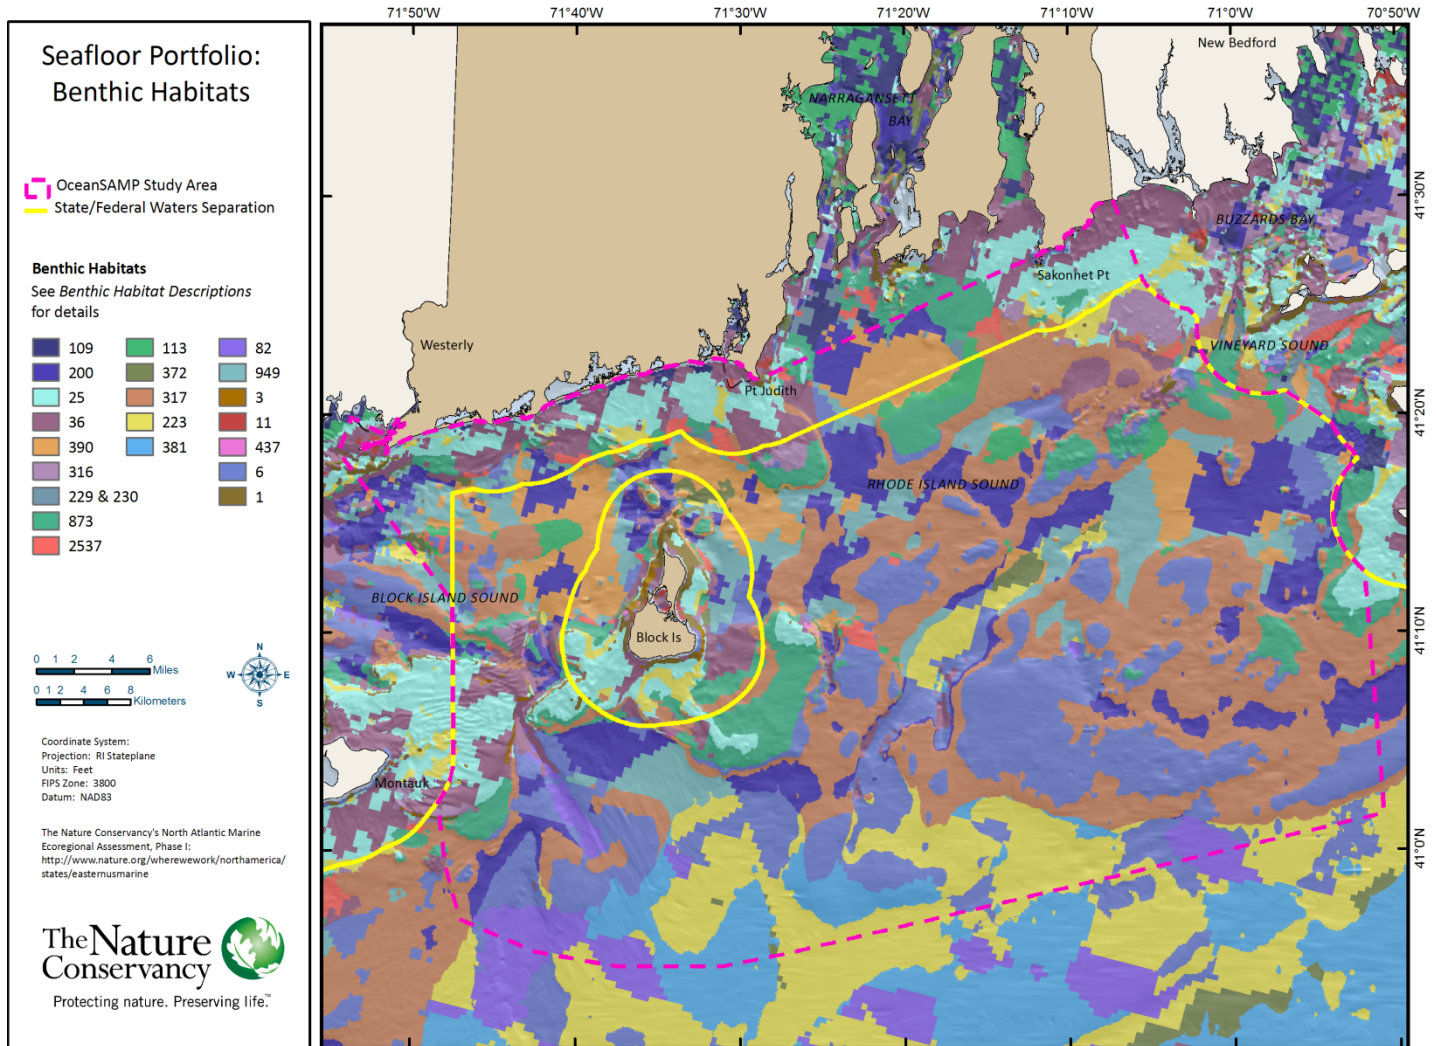 Seafloor Portfolio:
Benthic Habitats
OceanSAMP Study Area
State/Federal Waters Separation
Benthic Habitats
See Benthic Habitat Descriptions
for details
109
200
25
36
390
316
229 & 230
873
2537
113
372
317
223
381
82
949
3
11
437
6
1
0 1 2 4 6
Miles
0 1 2 4 6 8
Kilometers
N
W E
S
Coordinate System:
Projection: RI Stateplane
Units: Feet
FIPS Zone: 3800
Datum: NAD83
The Nature Conservancy's North Atlantic Marine
Ecoregional Assessment, Phase I:
http://www.nature.org/wherewework/northamerica/
states/easternusmarine
The Nature
Conservancy
Protecting nature. Preserving life.™
71°50'W 71°40'W 71°30'W 71°20'W 71°10'W 71°0'W 70°50'W
New Bedford
NARRAGANSETT
BAY
41°30'N
BUZZARDS BAY
Sakonnet Pt
Westerly
VINEYARD SOUND
Pt Judith
41°20'N
RHODE ISLAND SOUND
BLOCK ISLAND SOUND
Block Is
41°10'N
Montauk
41°0'N